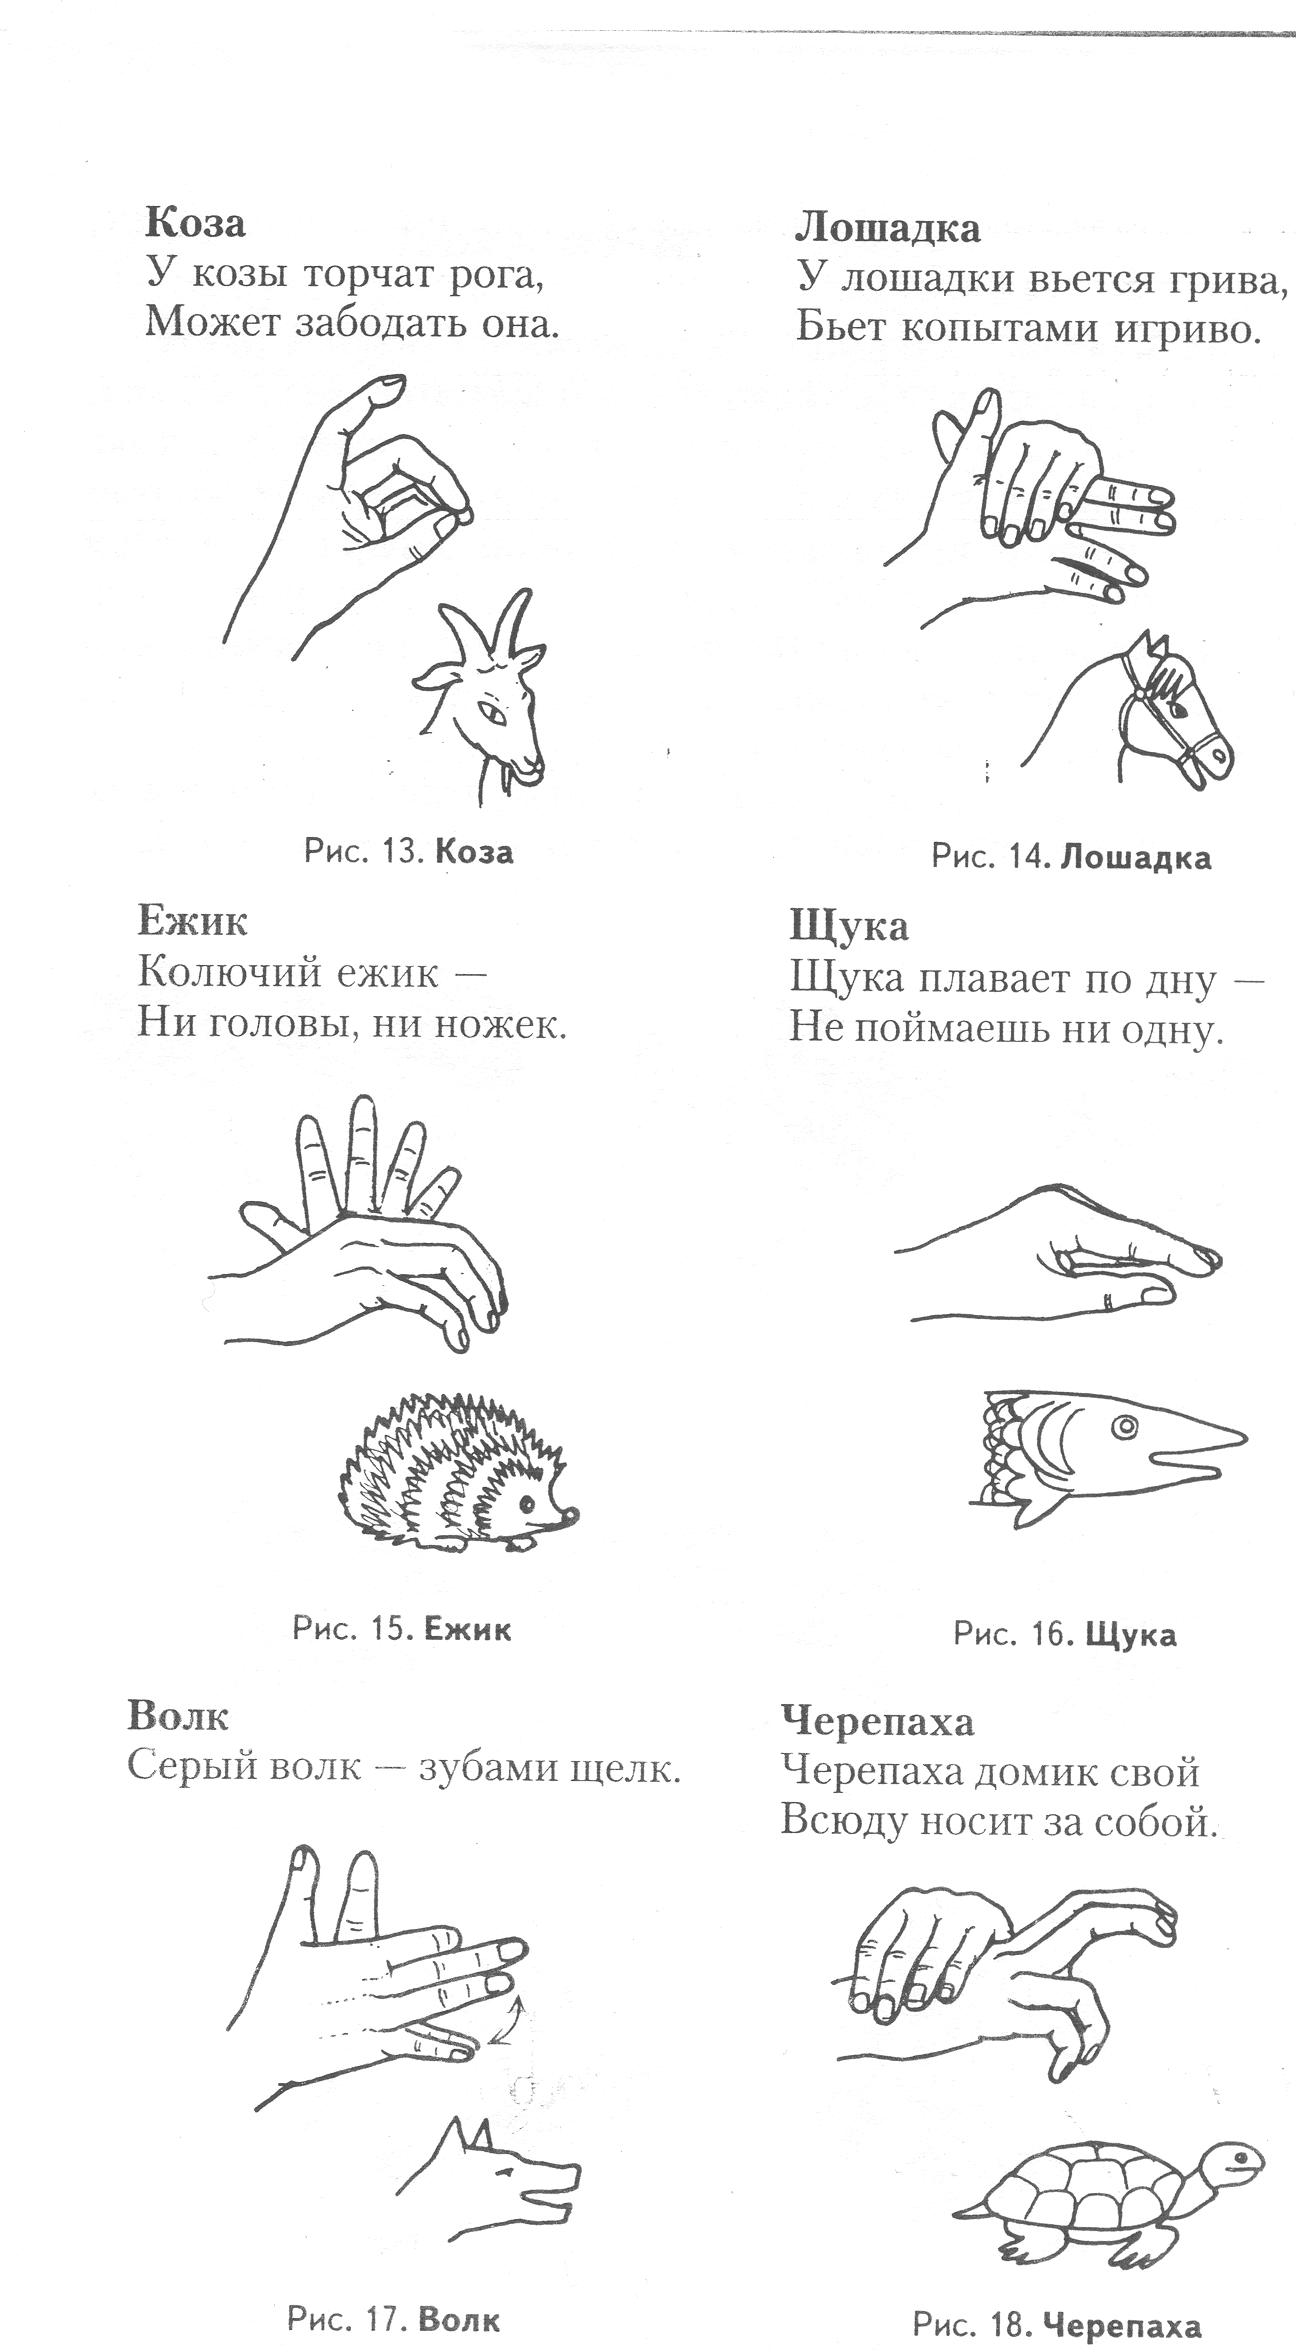 Коза
У козы торчат рога,
Может забодать она.
Рис. 13. Коза
Лошадка
У лошадки вьется грива,
Бьет копытами игриво.
Рис. 14. Лошадка
Ежик
Колючий ежик —
Ни головы, ни ножек.
Рис. 15. Ежик
Щука
Щука плавает по дну —
Не поймаешь ни одну.
Рис. 16. Щука
Волк
Серый волк — зубами щелк.
Рис. 17. Волк
Черепаха
Черепаха домик свой
Всюду носит за собой.
Рис. 18. Черепаха